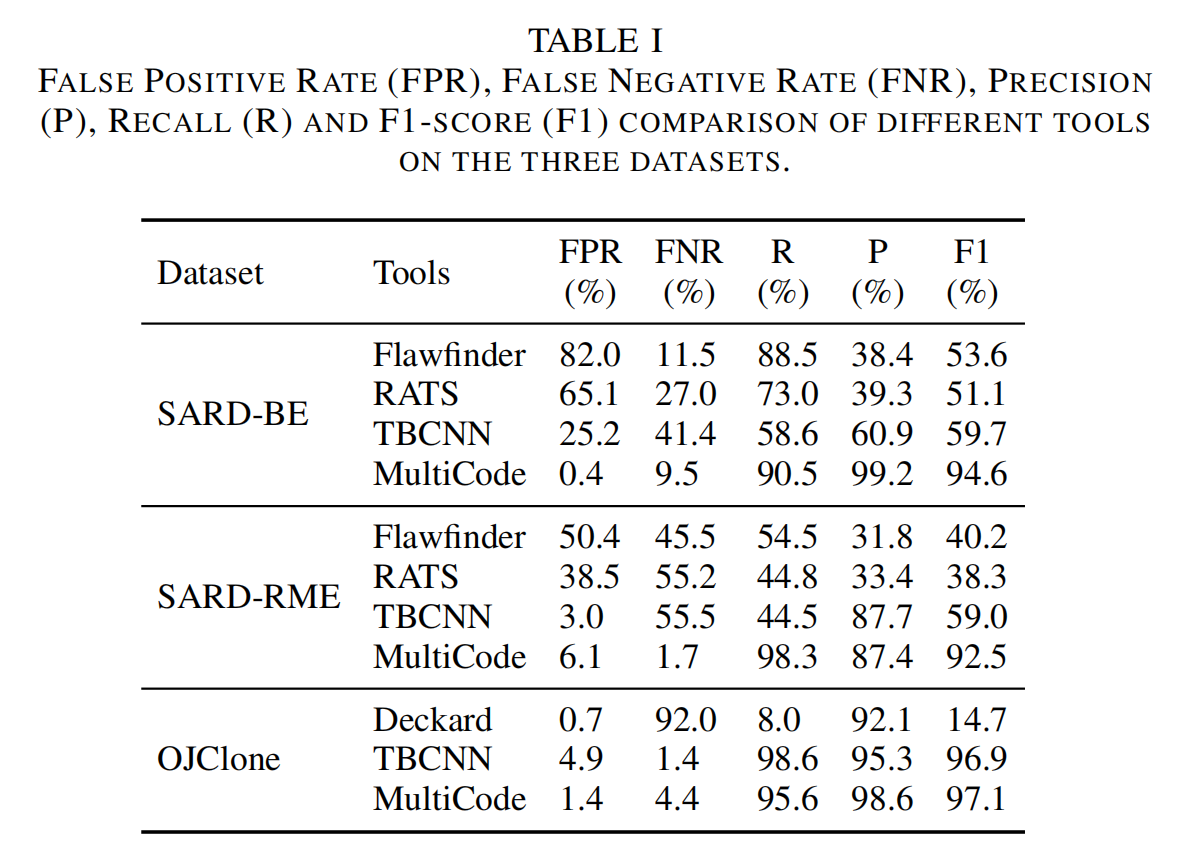 TABLE I
FALSE POSITIVE RATE (FPR), FALSE NEGATIVE RATE (FNR), PRECISION
(P), RECALL (R) AND F1-SCORE (F1) COMPARISON OF DIFFERENT TOOLS
ON THE THREE DATASETS.
Dataset Tools FPR (%) FNR (%) R (%) P (%) F1 (%)
SARD-BE
Flawfinder 82.0 11.5 88.5 38.4 53.6
RATS 65.1 27.0 73.0 39.3 51.1
TBCNN 25.2 41.4 58.6 60.9 59.7
MultiCode 0.4 9.5 90.5 99.2 94.6
SARD-RME
Flawfinder 50.4 45.5 54.5 31.8 40.2
RATS 38.5 55.2 44.8 33.4 38.3
TBCNN 3.0 55.5 44.5 87.7 59.0
MultiCode 6.1 1.7 98.3 87.4 92.5
OJClone
Deckard 0.7 92.0 8.0 92.1 14.7
TBCNN 4.9 1.4 98.6 95.3 96.9
MultiCode 1.4 4.4 95.6 98.6 97.1